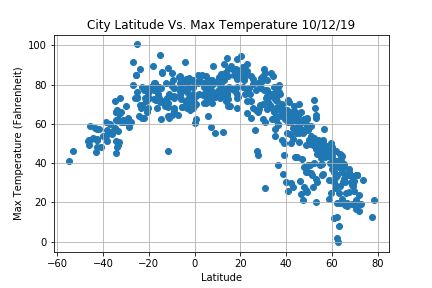 City Latitude Vs. Max Temperature 10/12/19
100
80
60
40
20
0
Max Temperature (Fahrenheit)
−60 −40 −20 0 20 40 60 80
Latitude